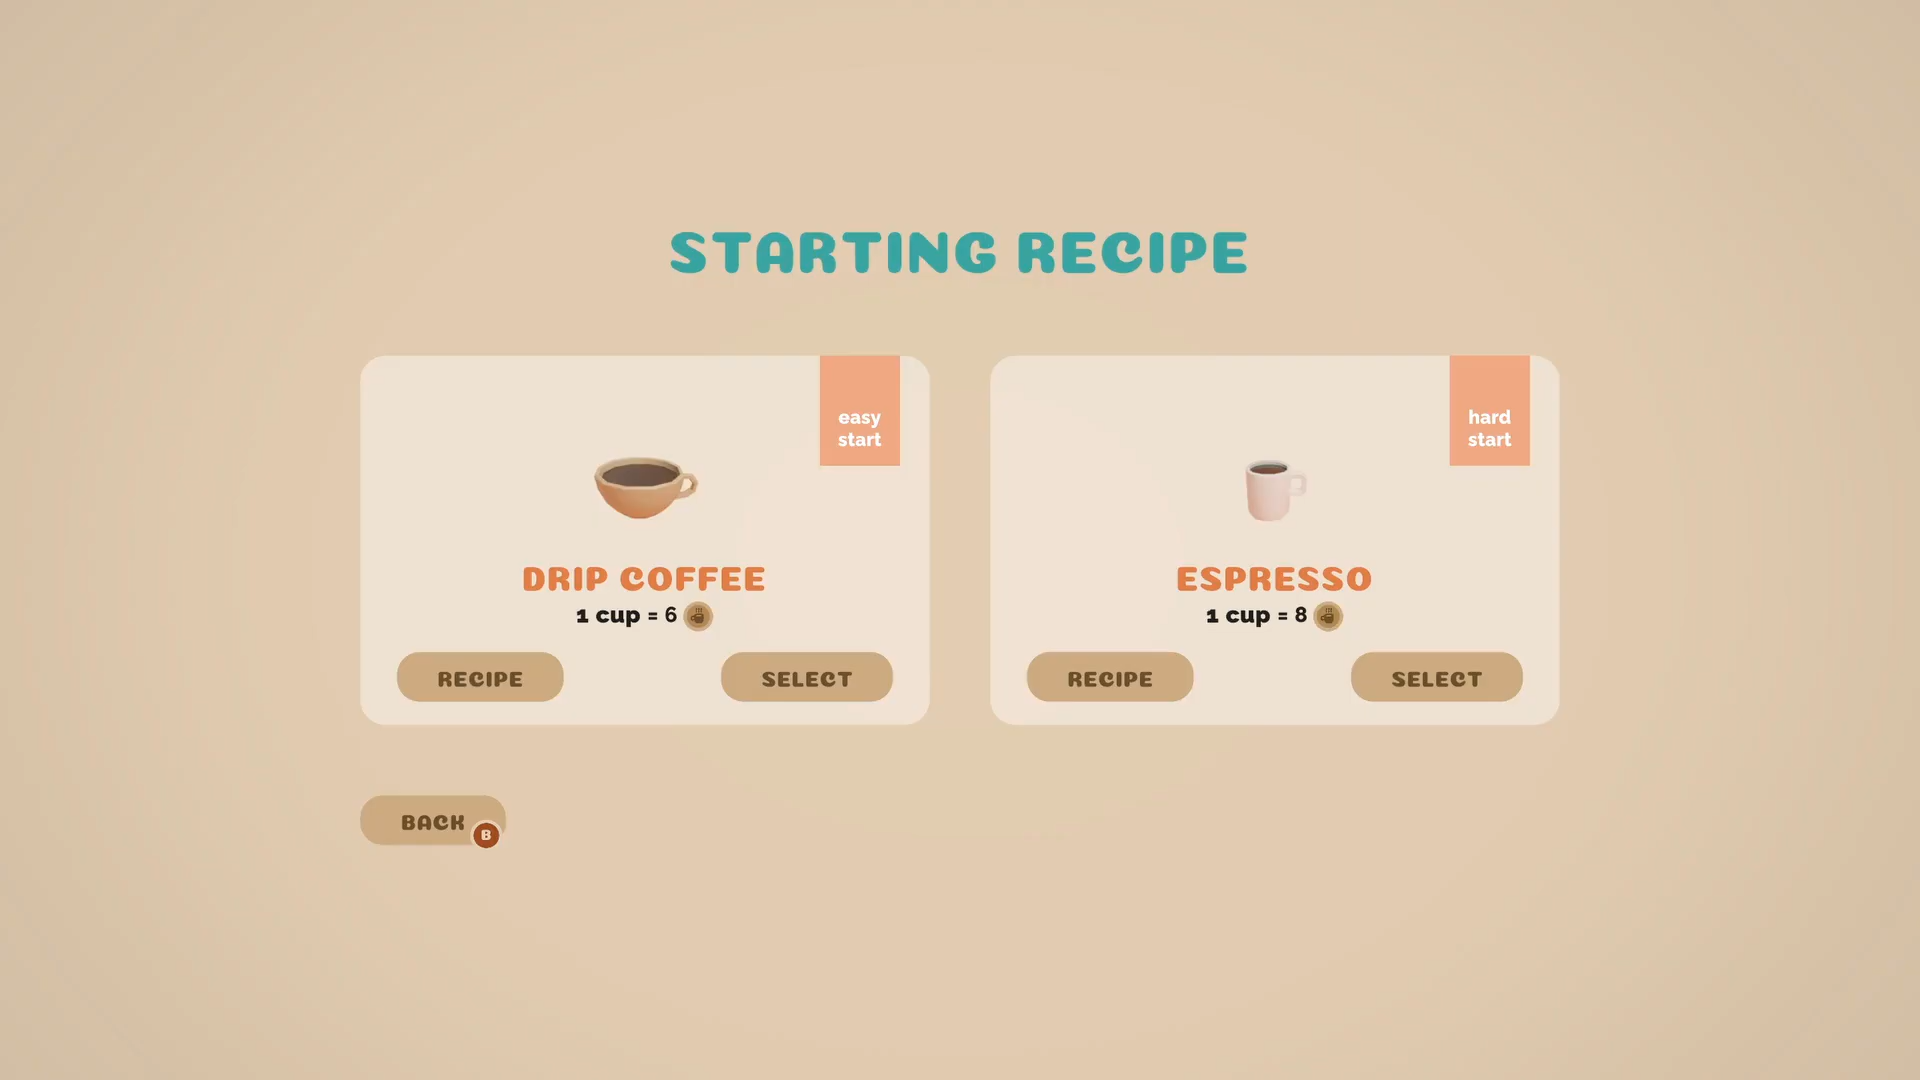 STARTING RECIPE
easy
start
DRIP COFFEE
1 cup = 6
RECIPE
SELECT
hard
start
ESPRESSO
1 cup = 8
RECIPE
SELECT
BACK
B